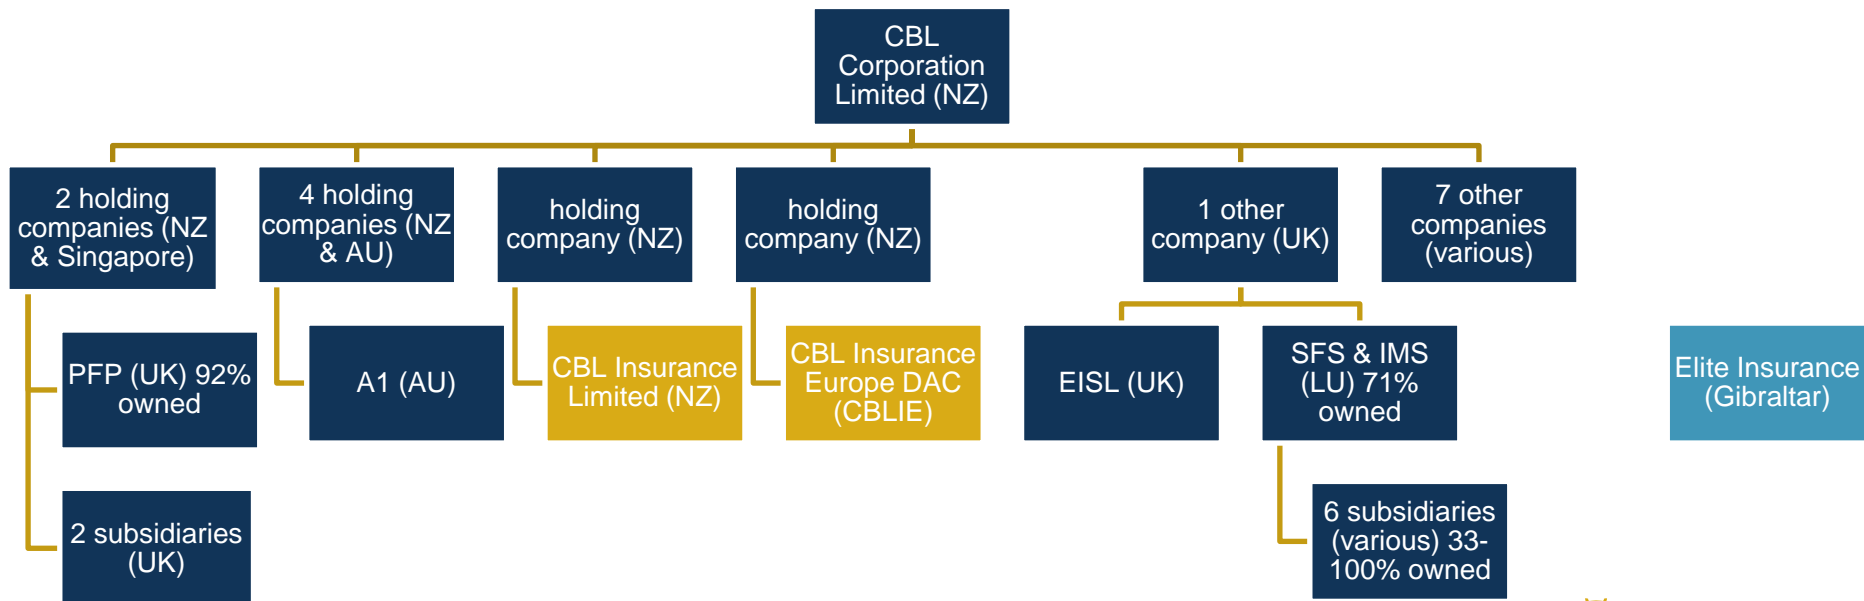 CBL
Corporation
Limited (NZ)
2 holding
companies (NZ
& Singapore)
4 holding
companies (NZ
& AU)
holding
company (NZ)
holding
company (NZ)
1 other
company (UK)
7 other
companies
(various)
PFP (UK) 92%
owned
A1 (AU)
CBL Insurance
Limited (NZ)
CBL Insurance
Europe DAC
(CBLIE)
EISL (UK)
SFS & IMS
(LU) 71%
owned
Elite Insurance
(Gibraltar)
2 subsidiaries
(UK)
6 subsidiaries
(various) 33-
100% owned